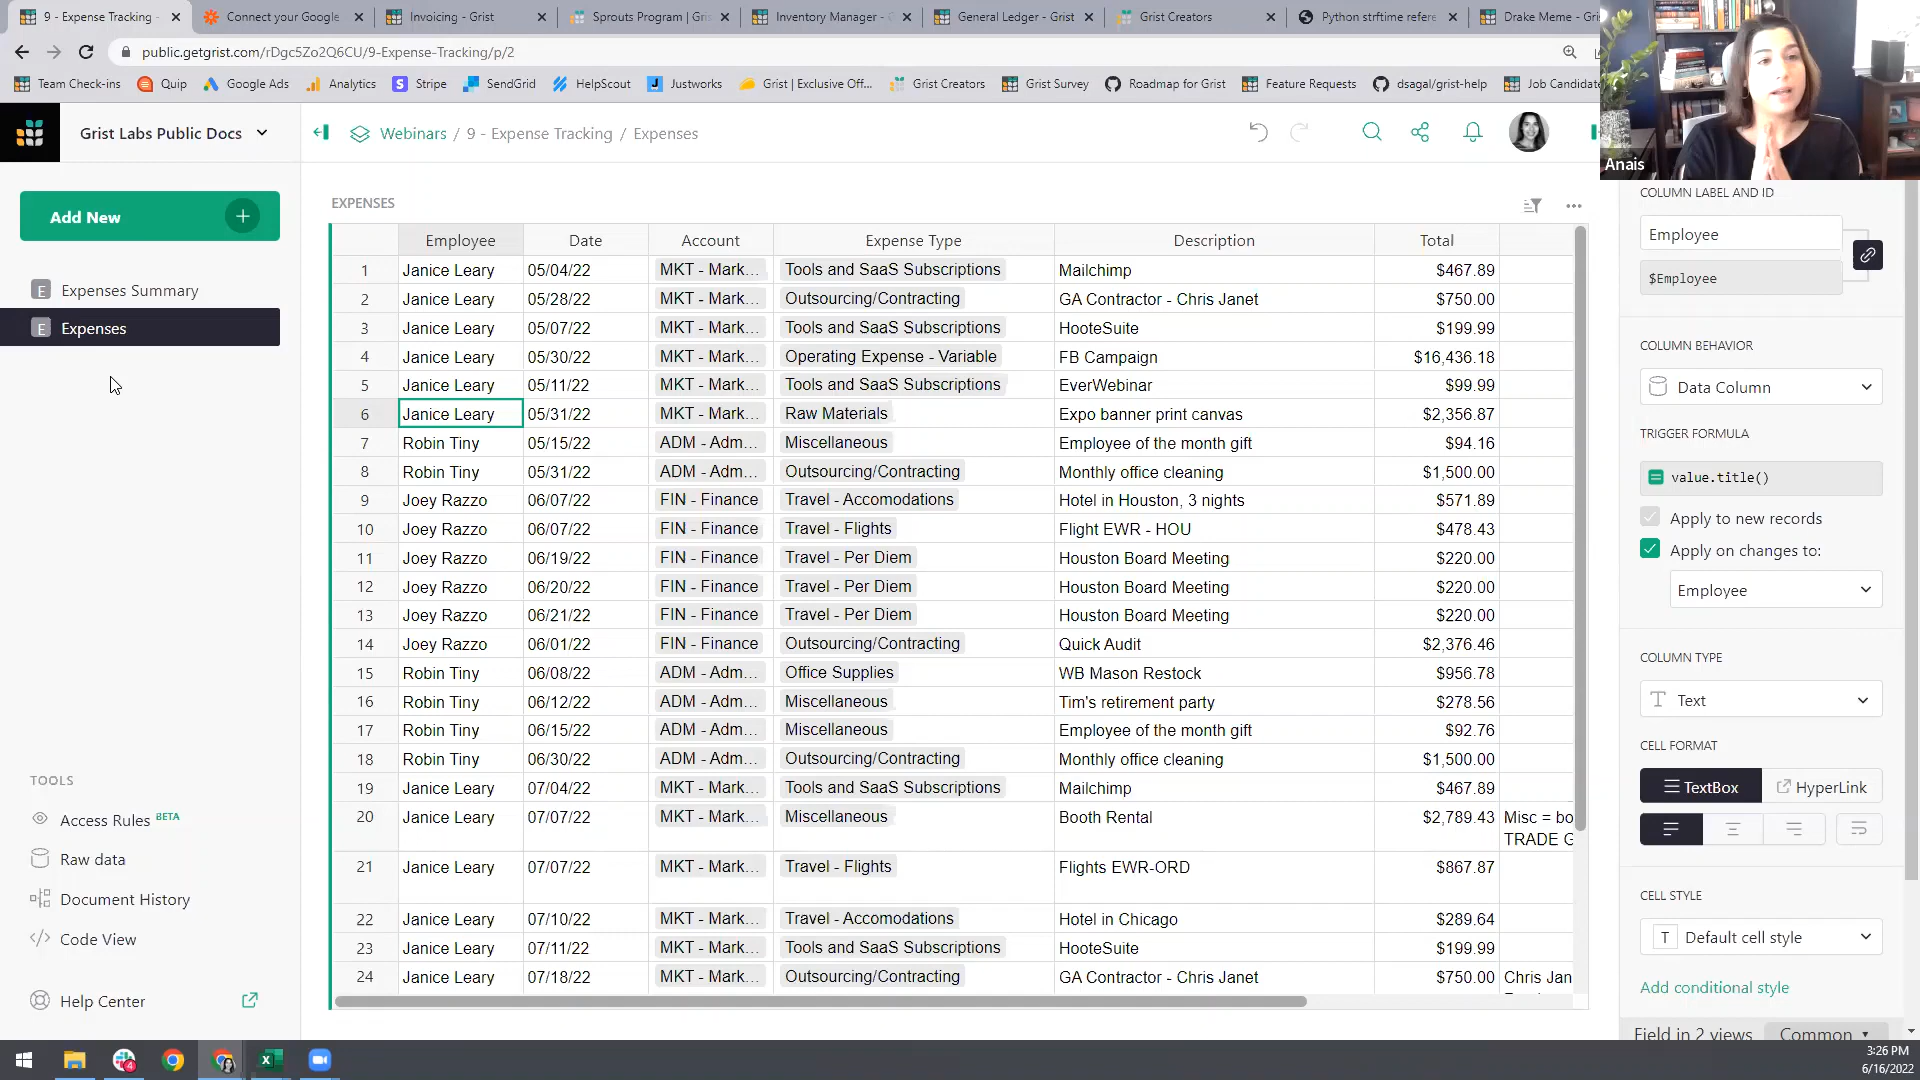 9 - Expense Tracking -
Connect your Google
Invoicing - Grist
Sprouts Program | Gris
Inventory Manager -
General Ledger - Grist
Grist Creators
Python strftime refere
Drake Meme - Gri
public.getgrist.com/rDgc5Zo2Q6CU/9-Expense-Tracking/p/2
Team Check-ins
Quip
Google Ads
Analytics
Stripe
SendGrid
HelpScout
Justworks
Grist | Exclusive Off...
Grist Creators
Grist Survey
Roadmap for Grist
Feature Requests
dsagal/grist-help
Job Candidate
Grist Labs Public Docs
Webinars / 9 - Expense Tracking / Expenses
Anais
Add New +
E Expenses Summary
E Expenses
TOOLS
Access Rules BETA
Raw data
Document History
Code View
Help Center
EXPENSES
Employee Date Account Expense Type Description Total
1 Janice Leary 05/04/22 MKT - Mark... Tools and SaaS Subscriptions Mailchimp $467.89
2 Janice Leary 05/28/22 MKT - Mark... Outsourcing/Contracting GA Contractor - Chris Janet $750.00
3 Janice Leary 05/07/22 MKT - Mark... Tools and SaaS Subscriptions HooteSuite $199.99
4 Janice Leary 05/30/22 MKT - Mark... Operating Expense - Variable FB Campaign $16,436.18
5 Janice Leary 05/11/22 MKT - Mark... Tools and SaaS Subscriptions EverWebinar $99.99
6 Janice Leary 05/31/22 MKT - Mark... Raw Materials Expo banner print canvas $2,356.87
7 Robin Tiny 05/15/22 ADM - Adm... Miscellaneous Employee of the month gift $94.16
8 Robin Tiny 05/31/22 ADM - Adm... Outsourcing/Contracting Monthly office cleaning $1,500.00
9 Joey Razzo 06/07/22 FIN - Finance Travel - Accomodations Hotel in Houston, 3 nights $571.89
10 Joey Razzo 06/07/22 FIN - Finance Travel - Flights Flight EWR - HOU $478.43
11 Joey Razzo 06/19/22 FIN - Finance Travel - Per Diem Houston Board Meeting $220.00
12 Joey Razzo 06/20/22 FIN - Finance Travel - Per Diem Houston Board Meeting $220.00
13 Joey Razzo 06/21/22 FIN - Finance Travel - Per Diem Houston Board Meeting $220.00
14 Joey Razzo 06/01/22 FIN - Finance Outsourcing/Contracting Quick Audit $2,376.46
15 Robin Tiny 06/08/22 ADM - Adm... Office Supplies WB Mason Restock $956.78
16 Robin Tiny 06/12/22 ADM - Adm... Miscellaneous Tim's retirement party $278.56
17 Robin Tiny 06/15/22 ADM - Adm... Miscellaneous Employee of the month gift $92.76
18 Robin Tiny 06/30/22 ADM - Adm... Outsourcing/Contracting Monthly office cleaning $1,500.00
19 Janice Leary 07/04/22 MKT - Mark... Tools and SaaS Subscriptions Mailchimp $467.89
20 Janice Leary 07/07/22 MKT - Mark... Miscellaneous Booth Rental $2,789.43 Misc = bo
TRADE G
21 Janice Leary 07/07/22 MKT - Mark... Travel - Flights Flights EWR-ORD $867.87
22 Janice Leary 07/10/22 MKT - Mark... Travel - Accomodations Hotel in Chicago $289.64
23 Janice Leary 07/11/22 MKT - Mark... Tools and SaaS Subscriptions HooteSuite $199.99
24 Janice Leary 07/18/22 MKT - Mark... Outsourcing/Contracting GA Contractor - Chris Janet $750.00 Chris Jan
COLUMN LABEL AND ID
Employee
$Employee
COLUMN BEHAVIOR
Data Column
TRIGGER FORMULA
value.title()
Apply to new records
Apply on changes to:
Employee
COLUMN TYPE
Text
CELL FORMAT
TextBox HyperLink
CELL STYLE
T Default cell style
Add conditional style
Field in 2 views Common
4
3:26 PM
6/16/2022